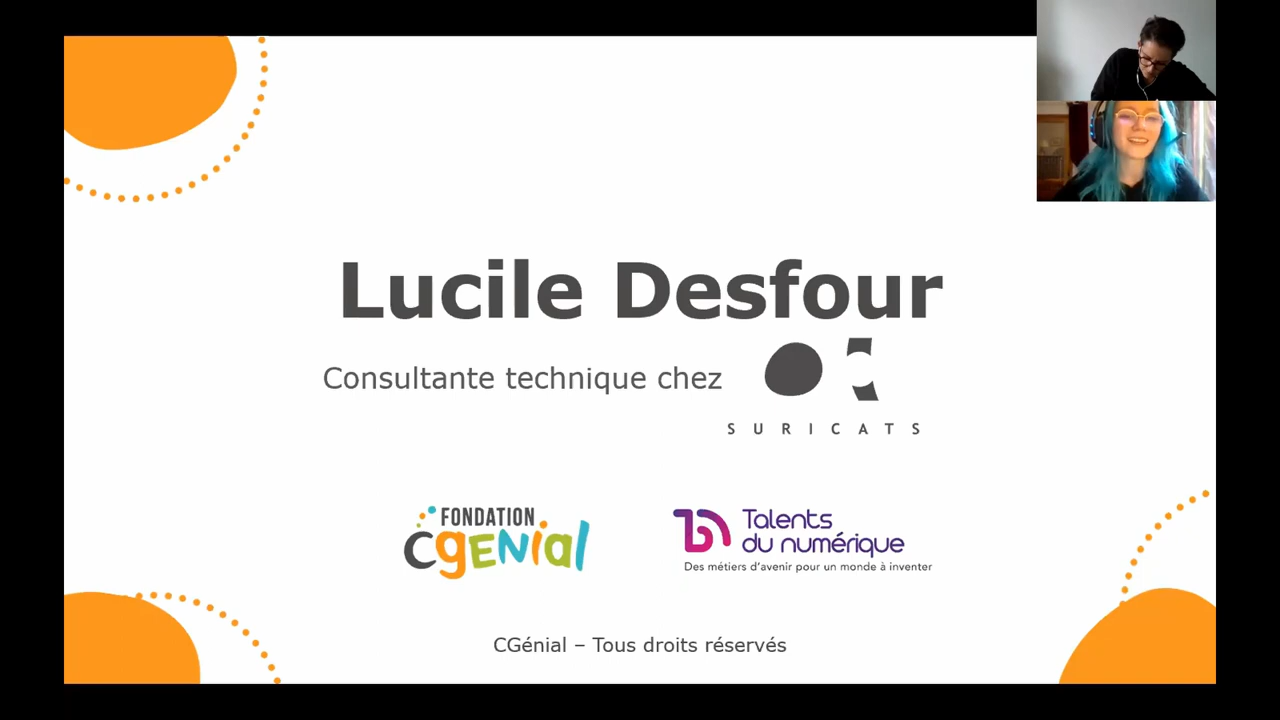 Lucile Desfour
Consultante technique chez
SURICATS
FONDATION
CGENIAL
Talents
du numérique
Des métiers d'avenir pour un monde à inventer
CGénial – Tous droits réservés